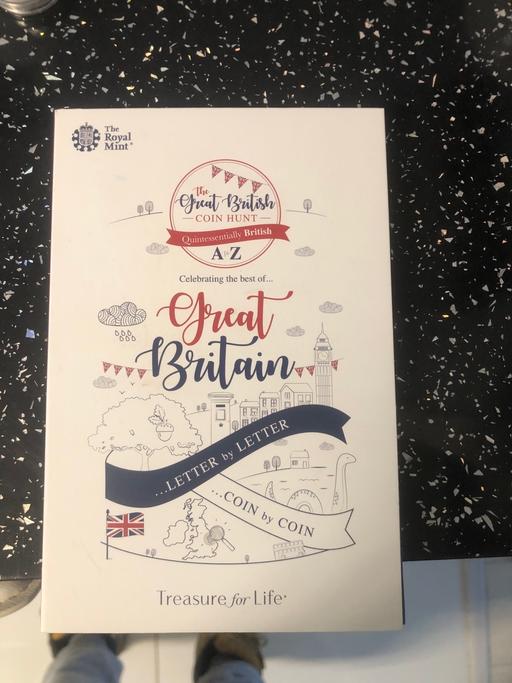 The
Royal
Mint®
The
Great British
COIN HUNT
Quintessentially British
A to Z
Celebrating the best of...
Great
Britain
...LETTER by LETTER
...COIN by COIN
Treasure for Life®